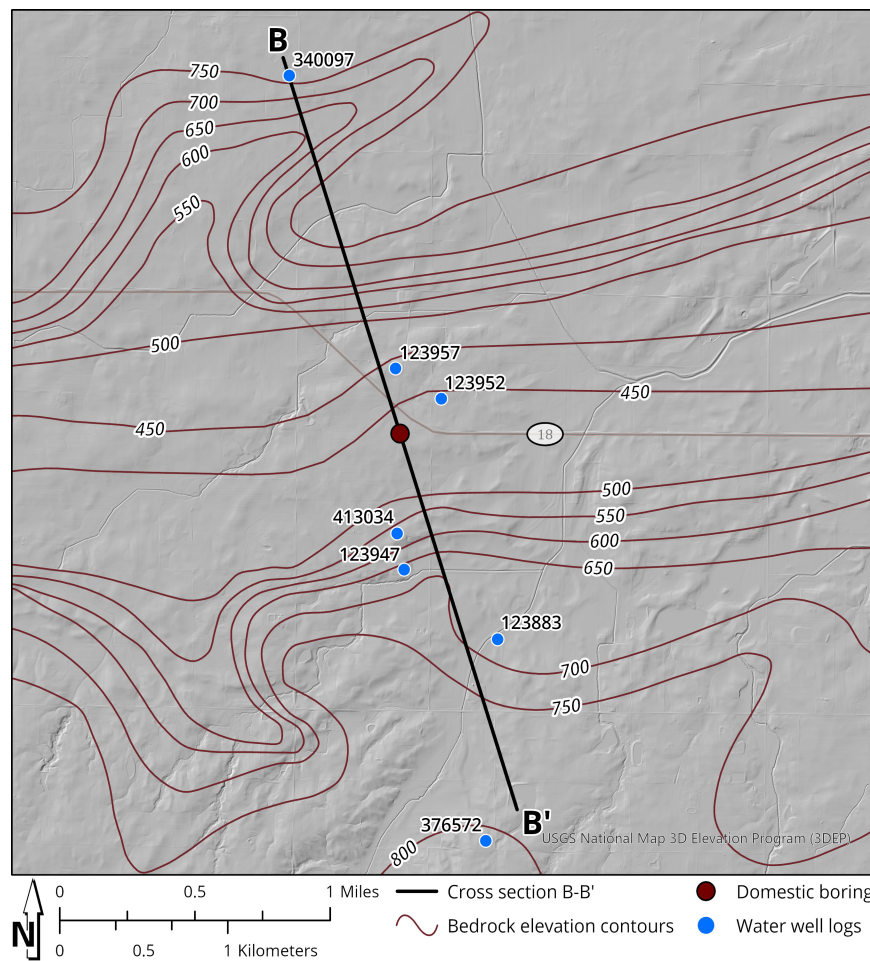 B
340097
750
700
650
600
550
500
123957
123952
450
450
18
500
413034
550
600
123947
650
123883
700
750
376572
B'
800
USGS National Map 3D Elevation Program (3DEP)
N
0 0.5 1 Miles
0 0.5 1 Kilometers
Cross section B-B'
Domestic boring
Bedrock elevation contours
Water well logs